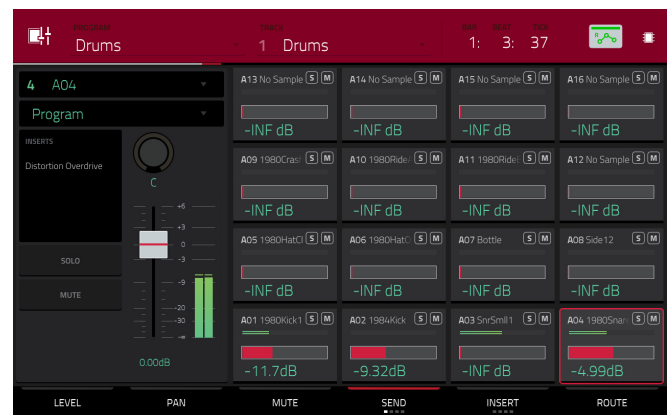 PROGRAM
Drums
TRACK
1 Drums
BAR BEAT TICK
1: 3: 37
R
4 A04
Program
INSERTS
Distortion Overdrive
C
+6
+3
0
-3
-9
-20
-30
-∞
SOLO
MUTE
0.00dB
A13 No Sample S M
-INF dB
A14 No Sample S M
-INF dB
A15 No Sample S M
-INF dB
A16 No Sample S M
-INF dB
A09 1980Cras S M
-INF dB
A10 1980Ride S M
-INF dB
A11 1980Ride S M
-INF dB
A12 No Sample S M
-INF dB
A05 1980HatCl S M
-INF dB
A06 1980HatO S M
-INF dB
A07 Bottle S M
-INF dB
A08 Side12 S M
-INF dB
A01 1980Kick1 S M
-11.7dB
A02 1984Kick S M
-9.32dB
A03 SnrSmll1 S M
-INF dB
A04 1980Snar S M
-4.99dB
LEVEL PAN MUTE SEND INSERT ROUTE